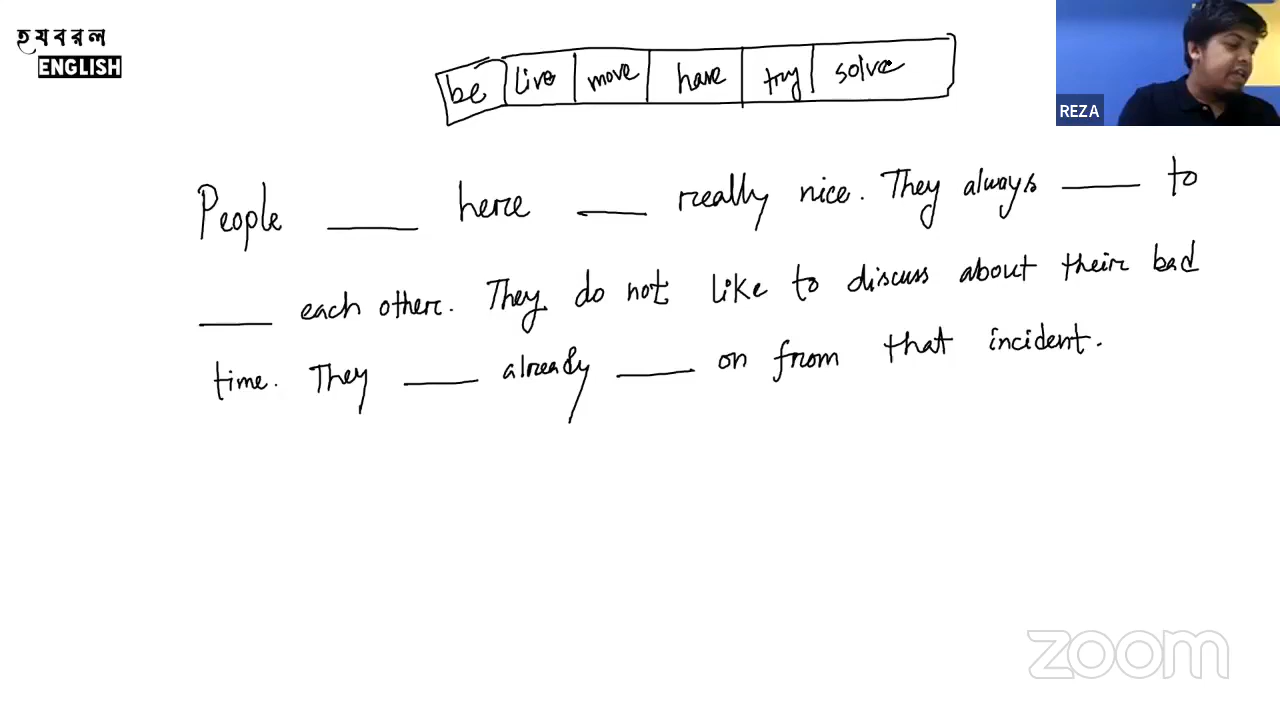 হ য ব র ল
ENGLISH
be live move have try solve
REZA
People ____ here ____ really nice. They always ____ to
____ each other. They do not like to discuss about their bad
time. They ____ already ____ on from that incident.
zoom